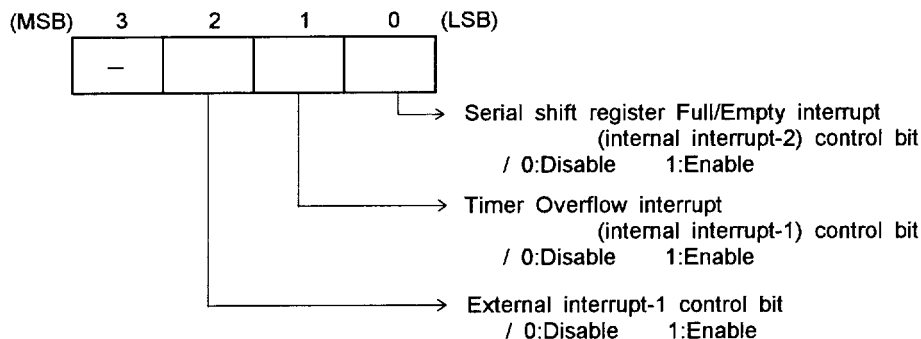 (MSB) 3 2 1 0 (LSB)
–
Serial shift register Full/Empty interrupt
(internal interrupt-2) control bit
/ 0:Disable 1:Enable
Timer Overflow interrupt
(internal interrupt-1) control bit
/ 0:Disable 1:Enable
External interrupt-1 control bit
/ 0:Disable 1:Enable